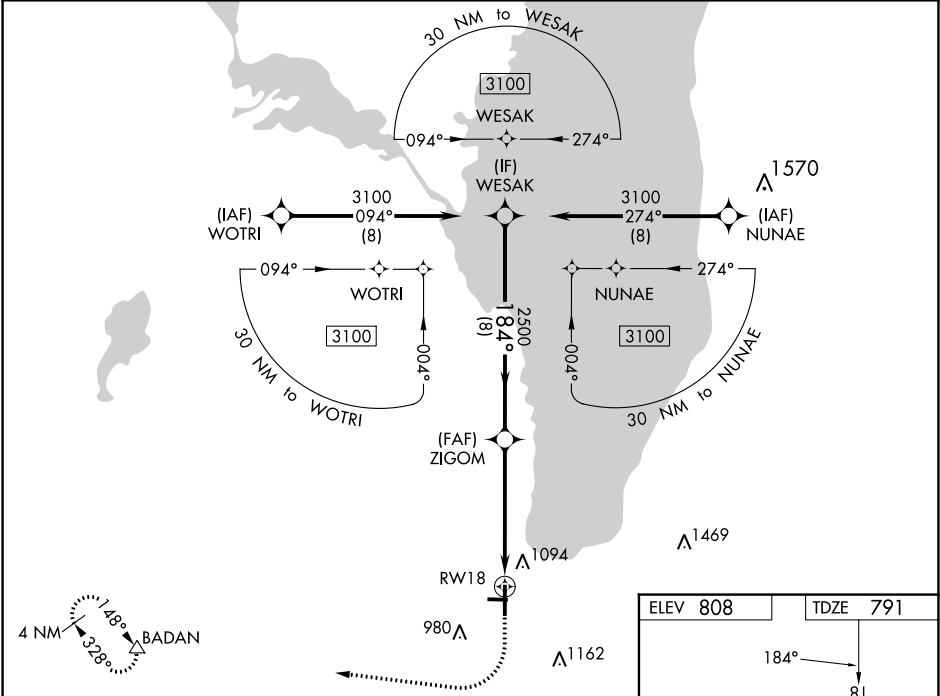 30 NM to WESAK
3100
WESAK
094°
274°
(IF)
WESAK
1570
(IAF)
WOTRI
3100
094°
(8)
3100
274°
(8)
(IAF)
NUNAE
094°
WOTRI
3100
004°
30 NM to WOTRI
2500
184°
(8)
274°
NUNAE
3100
004°
30 NM to NUNAE
(FAF)
ZIGOM
1469
1094
RW18
980
1162
4 NM
148°
328°
BADAN
ELEV 808
TDZE 791
184°